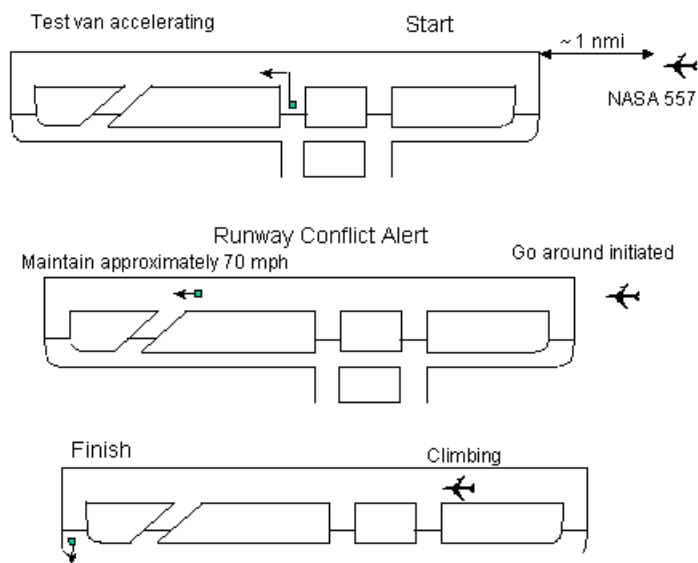 Test van accelerating
Start
~ 1 nmi
NASA 557
Runway Conflict Alert
Maintain approximately 70 mph
Go around initiated
Finish
Climbing